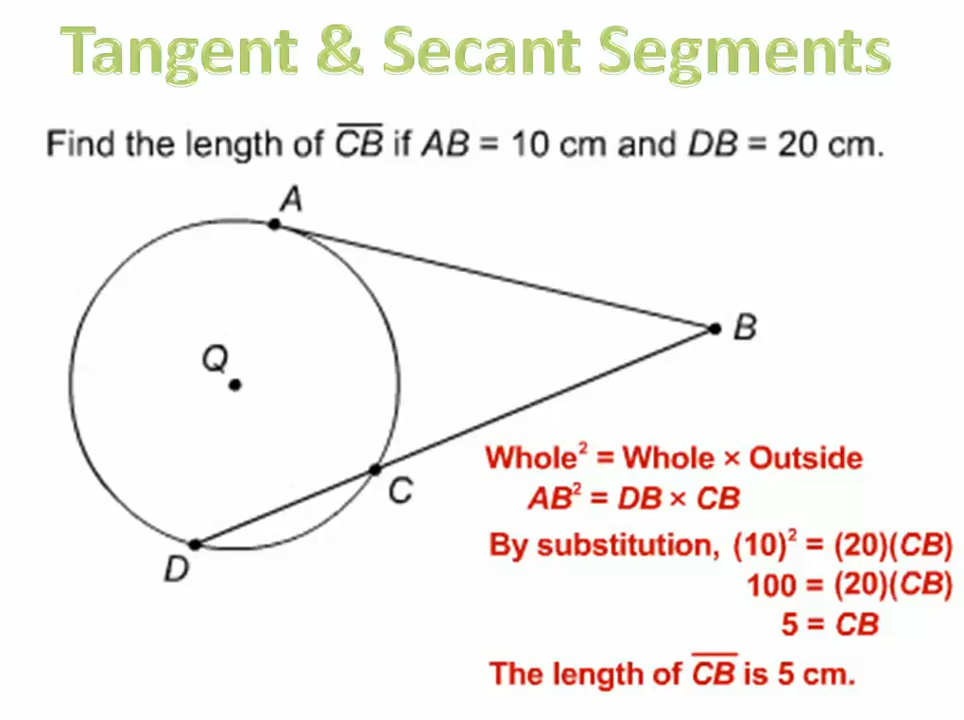 Tangent & Secant Segments
Find the length of CB if AB = 10 cm and DB = 20 cm.
A
B
Q
C
D
Whole² = Whole × Outside
AB² = DB × CB
By substitution, (10)² = (20)(CB)
100 = (20)(CB)
5 = CB
The length of CB is 5 cm.